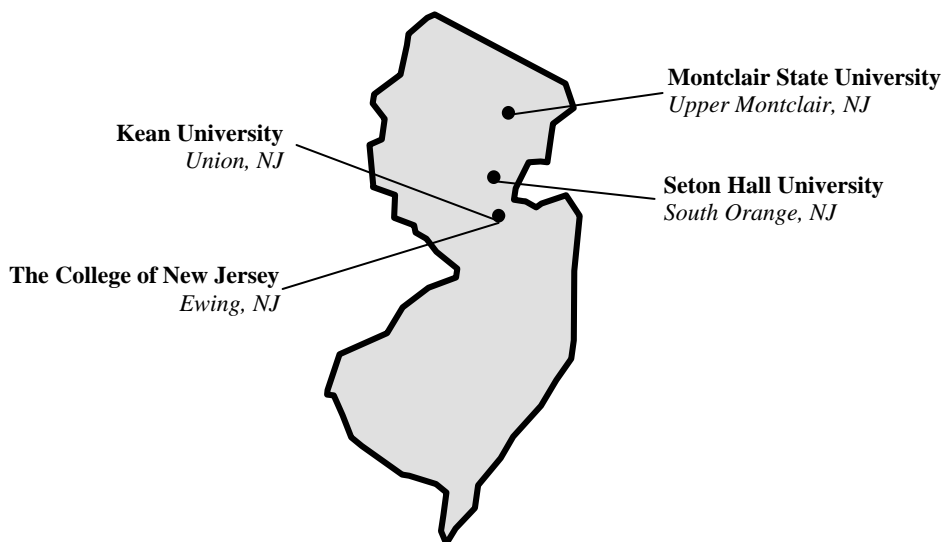 Montclair State University
Upper Montclair, NJ
Kean University
Union, NJ
Seton Hall University
South Orange, NJ
The College of New Jersey
Ewing, NJ